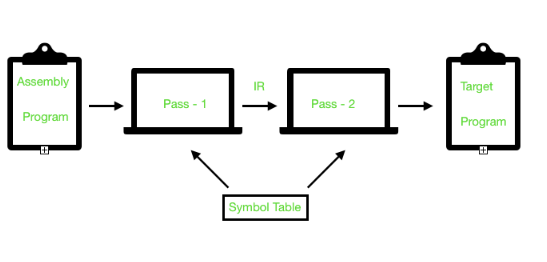 Assembly
Program
Pass - 1
IR
Pass - 2
Target
Program
Symbol Table